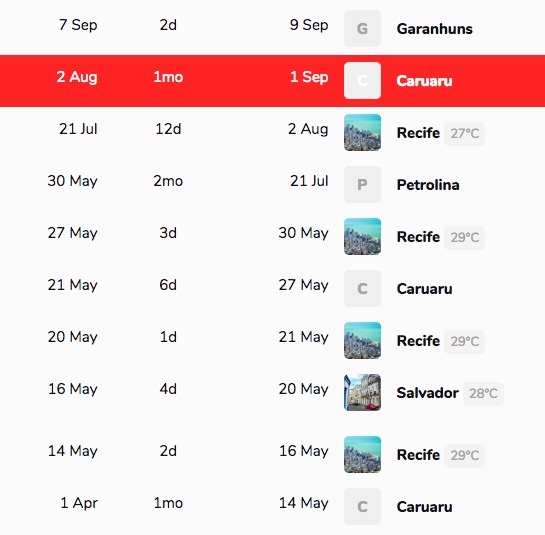 7 Sep 2d 9 Sep G Garanhuns
2 Aug 1mo 1 Sep C Caruaru
21 Jul 12d 2 Aug Recife 27°C
30 May 2mo 21 Jul P Petrolina
27 May 3d 30 May Recife 29°C
21 May 6d 27 May C Caruaru
20 May 1d 21 May Recife 29°C
16 May 4d 20 May Salvador 28°C
14 May 2d 16 May Recife 29°C
1 Apr 1mo 14 May C Caruaru